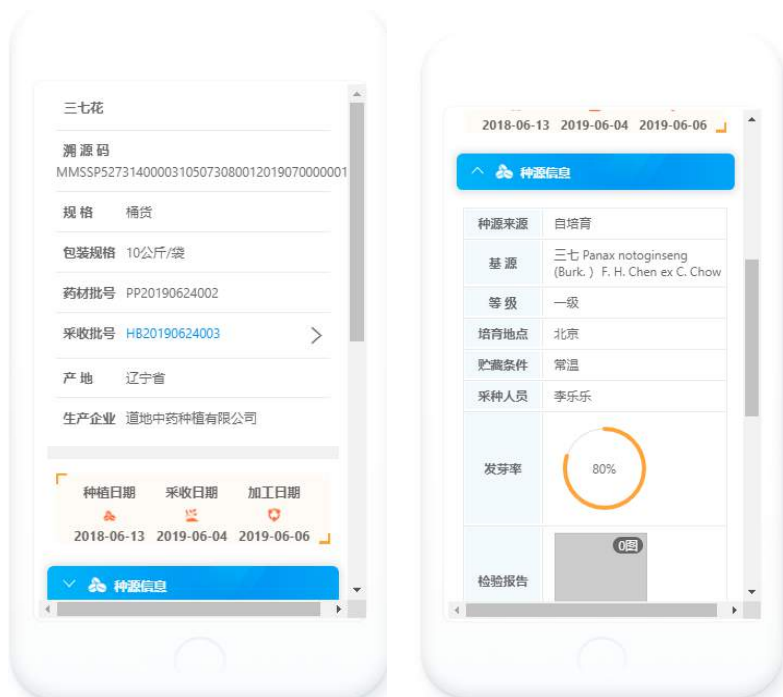 三七花
溯源码
MMSSP52731400003105073080012019070000001
规格 桶货
包装规格 10公斤/袋
药材批号 PP20190624002
采收批号 HB20190624003
产地 辽宁省
生产企业 道地中药种植有限公司
种植日期 采收日期 加工日期
2018-06-13 2019-06-04 2019-06-06
种源信息
2018-06-13 2019-06-04 2019-06-06
种源信息
种源来源 自培育
基源 三七 Panax notoginseng
(Burk. ) F. H. Chen ex C. Chow
等级 一级
培育地点 北京
贮藏条件 常温
采种人员 李乐乐
发芽率 80%
0图
检验报告